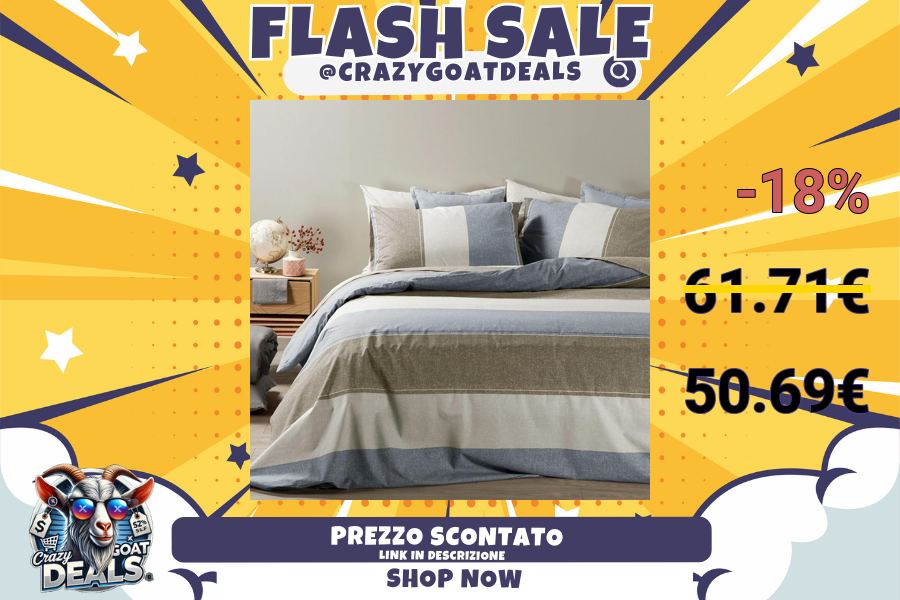 FLASH SALE
@CRAZYGOATDEALS
-18%
61.71€
50.69€
PREZZO SCONTATO
LINK IN DESCRIZIONE
SHOP NOW
$
Crazy
GOAT
DEALS